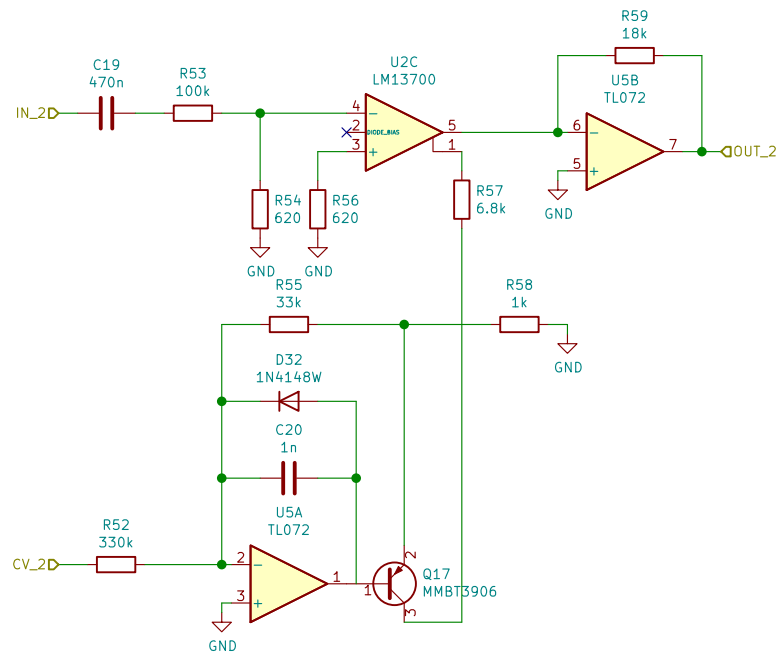 R59
18k
U2C
LM13700
C19
470n
R53
100k
U5B
TL072
IN_2
4
2
DIODE_BIAS
3
5
1
6
5
7
OUT_2
R54
620
R56
620
R57
6.8k
GND
GND
GND
R55
33k
R58
1k
GND
D32
1N4148W
C20
1n
U5A
TL072
R52
330k
CV_2
2
3
1
1
2
3
Q17
MMBT3906
GND